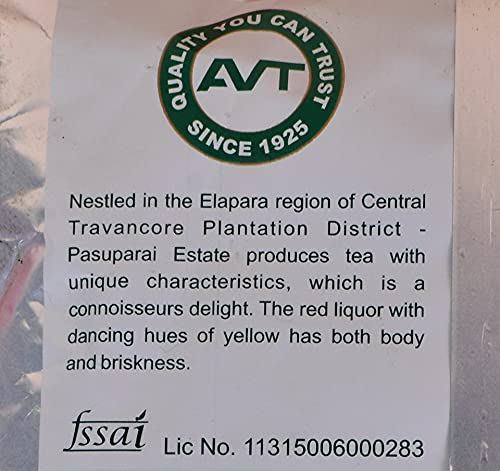 QUALITY YOU CAN TRUST
AVT
SINCE 1925
Nestled in the Elapara region of Central
Travancore Plantation District -
Pasuparai Estate produces tea with
unique characteristics, which is a
connoisseurs delight. The red liquor with
dancing hues of yellow has both body
and briskness.
fssai Lic No. 11315006000283